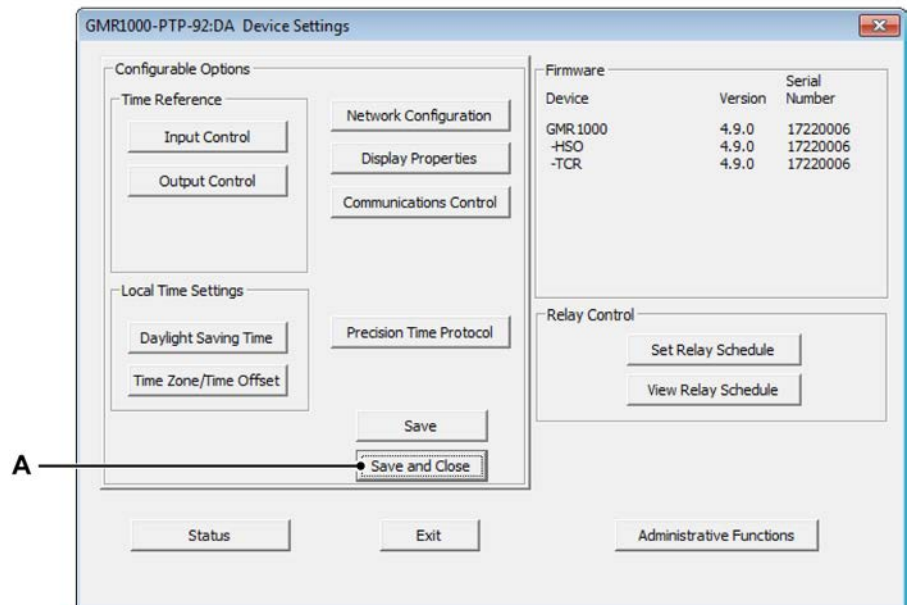 GMR1000-PTP-92:DA Device Settings
Configurable Options
Time Reference
Input Control
Output Control
Network Configuration
Display Properties
Communications Control
Local Time Settings
Daylight Saving Time
Time Zone/Time Offset
Precision Time Protocol
Save
A
Save and Close
Firmware
Device Version Serial Number
GMR1000 4.9.0 17220006
-HSO 4.9.0 17220006
-TCR 4.9.0 17220006
Relay Control
Set Relay Schedule
View Relay Schedule
Status
Exit
Administrative Functions